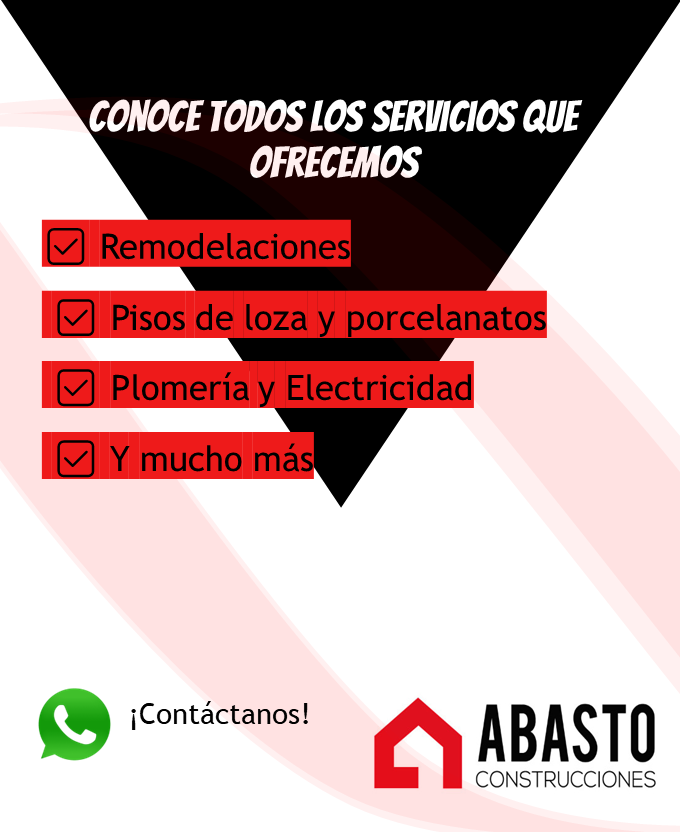 CONOCE TODOS LOS SERVICIOS QUE
OFRECEMOS
Remodelaciones
Pisos de loza y porcelanatos
Plomería y Electricidad
Y mucho más
¡Contáctanos!
ABASTO
CONSTRUCCIONES